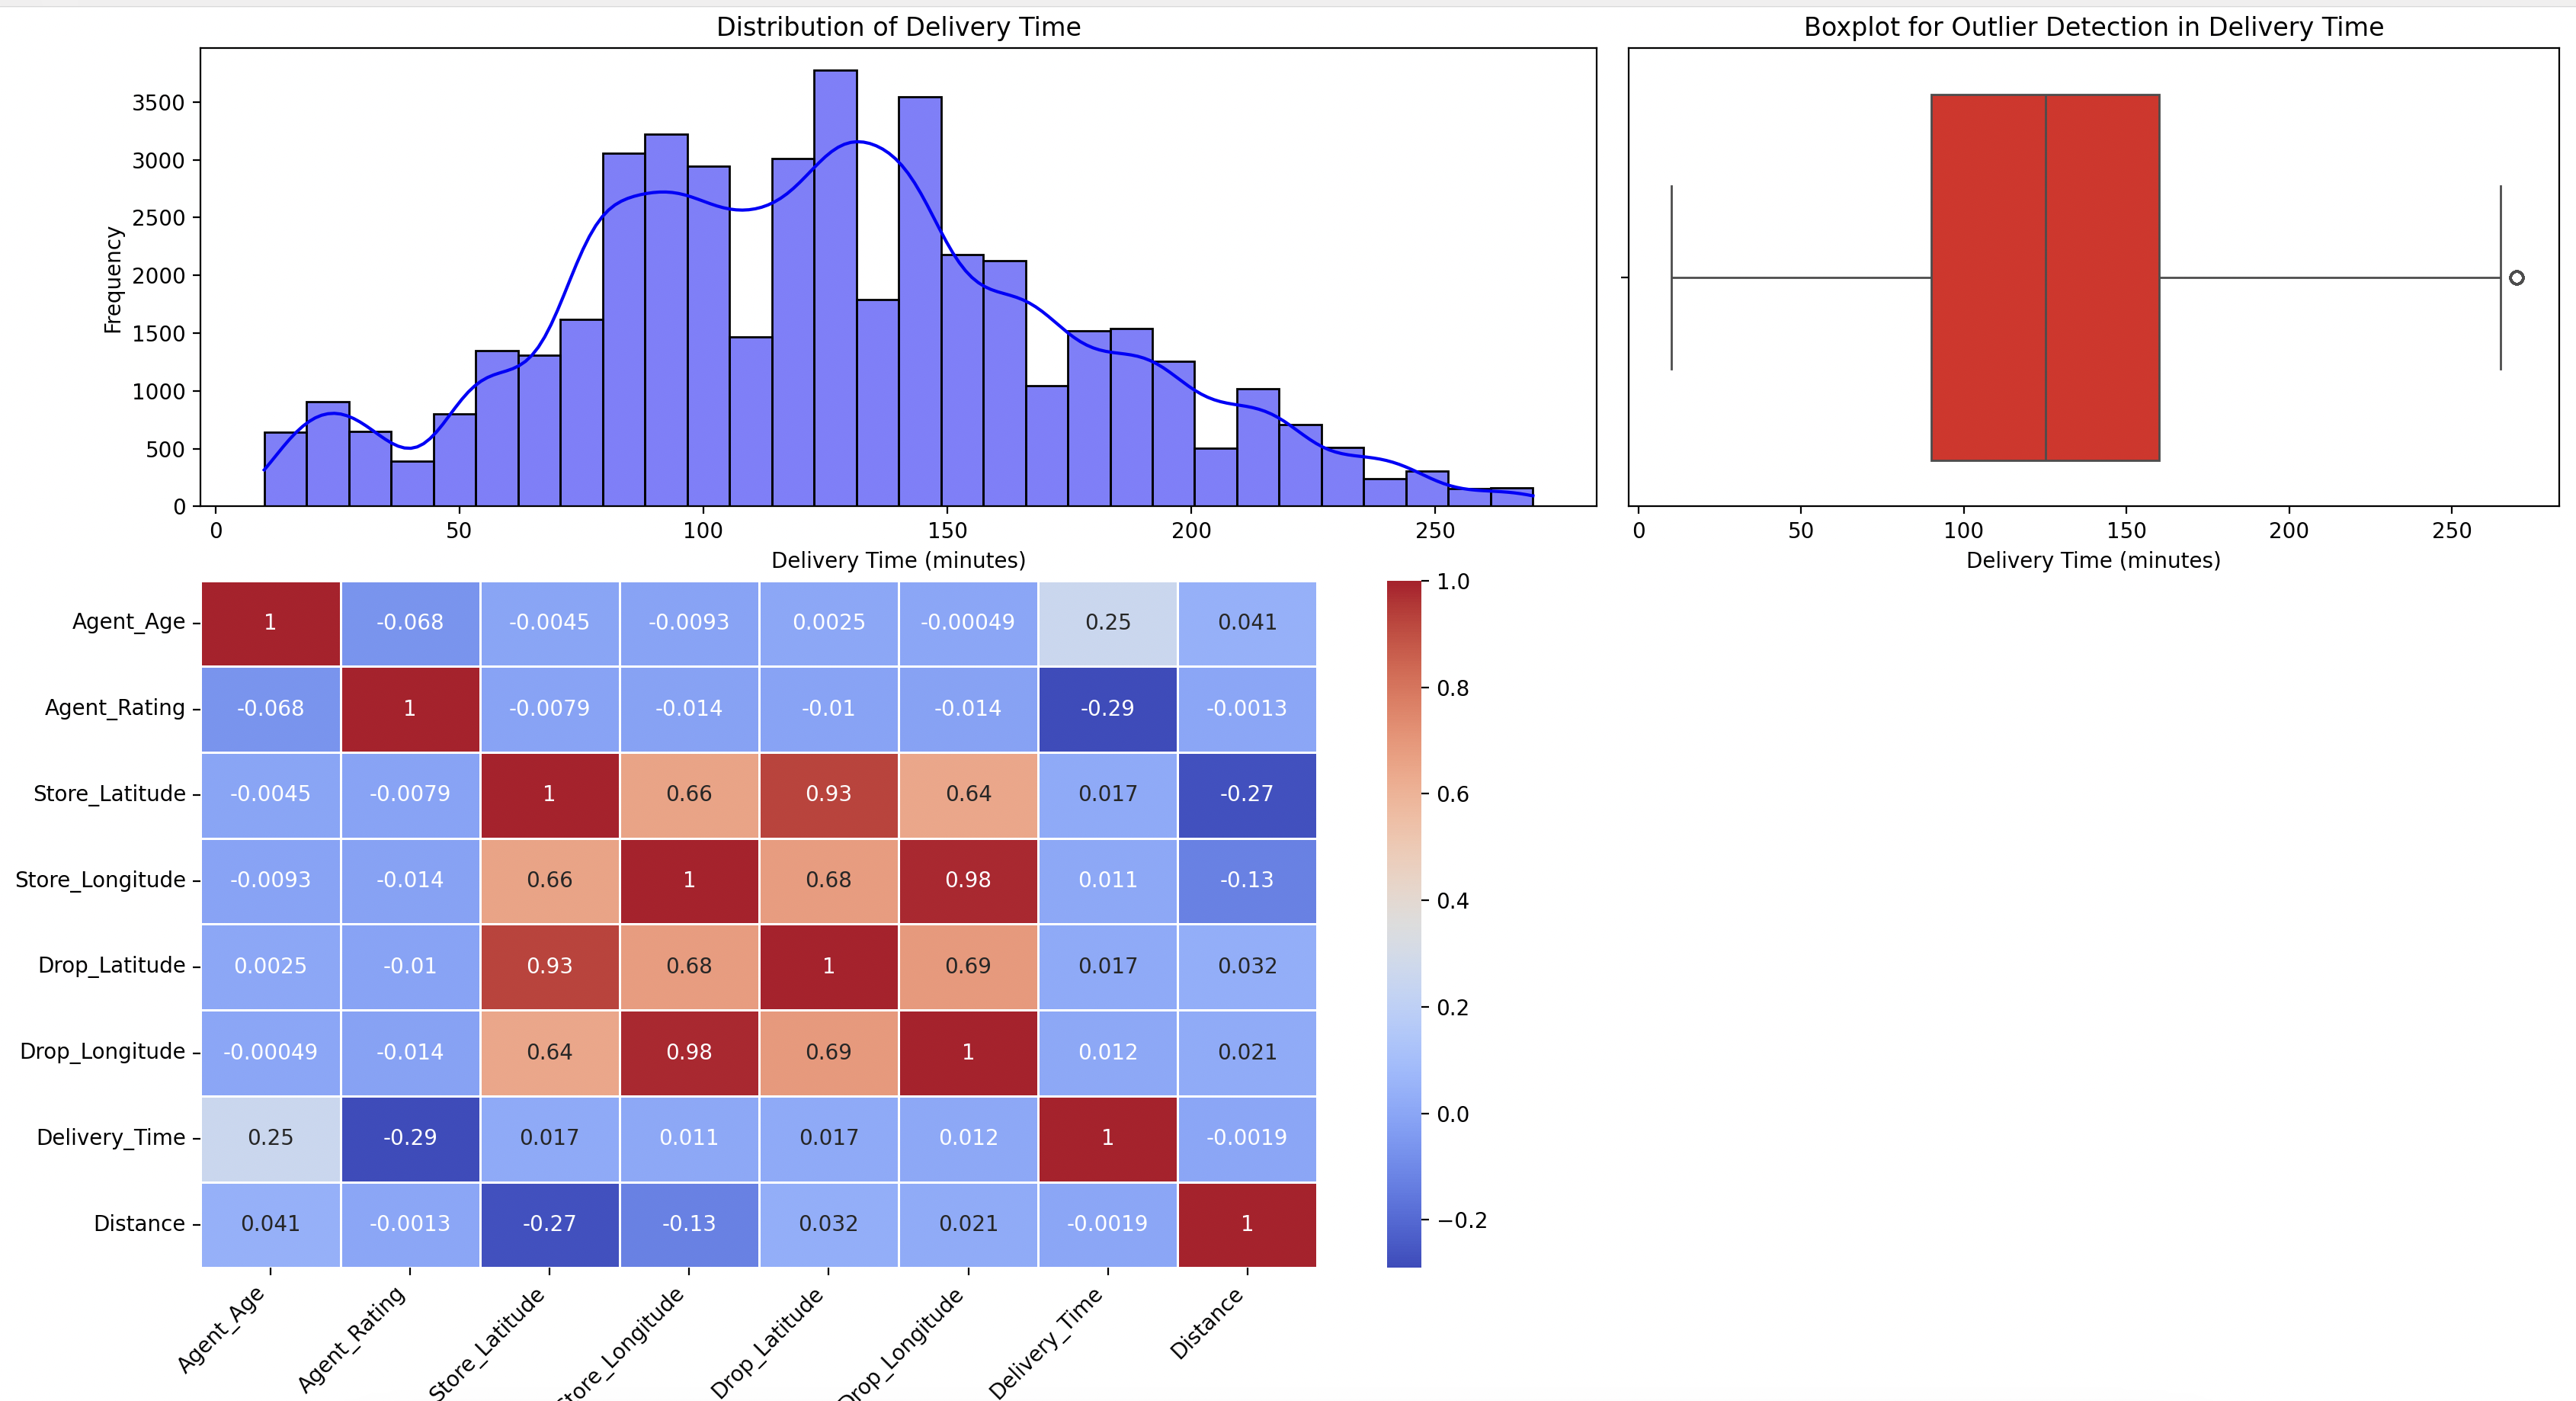 Distribution of Delivery Time
Frequency
3500
3000
2500
2000
1500
1000
500
0
0 50 100 150 200 250
Delivery Time (minutes)
Boxplot for Outlier Detection in Delivery Time
0 50 100 150 200 250
Delivery Time (minutes)
Agent_Age 1 -0.068 -0.0045 -0.0093 0.0025 -0.00049 0.25 0.041
Agent_Rating -0.068 1 -0.0079 -0.014 -0.01 -0.014 -0.29 -0.0013
Store_Latitude -0.0045 -0.0079 1 0.66 0.93 0.64 0.017 -0.27
Store_Longitude -0.0093 -0.014 0.66 1 0.68 0.98 0.011 -0.13
Drop_Latitude 0.0025 -0.01 0.93 0.68 1 0.69 0.017 0.032
Drop_Longitude -0.00049 -0.014 0.64 0.98 0.69 1 0.012 0.021
Delivery_Time 0.25 -0.29 0.017 0.011 0.017 0.012 1 -0.0019
Distance 0.041 -0.0013 -0.27 -0.13 0.032 0.021 -0.0019 1
Agent_Age Agent_Rating Store_Latitude tore_Longitude Drop_Latitude Drop_Longitude Delivery_Time Distance
1.0
0.8
0.6
0.4
0.2
0.0
−0.2